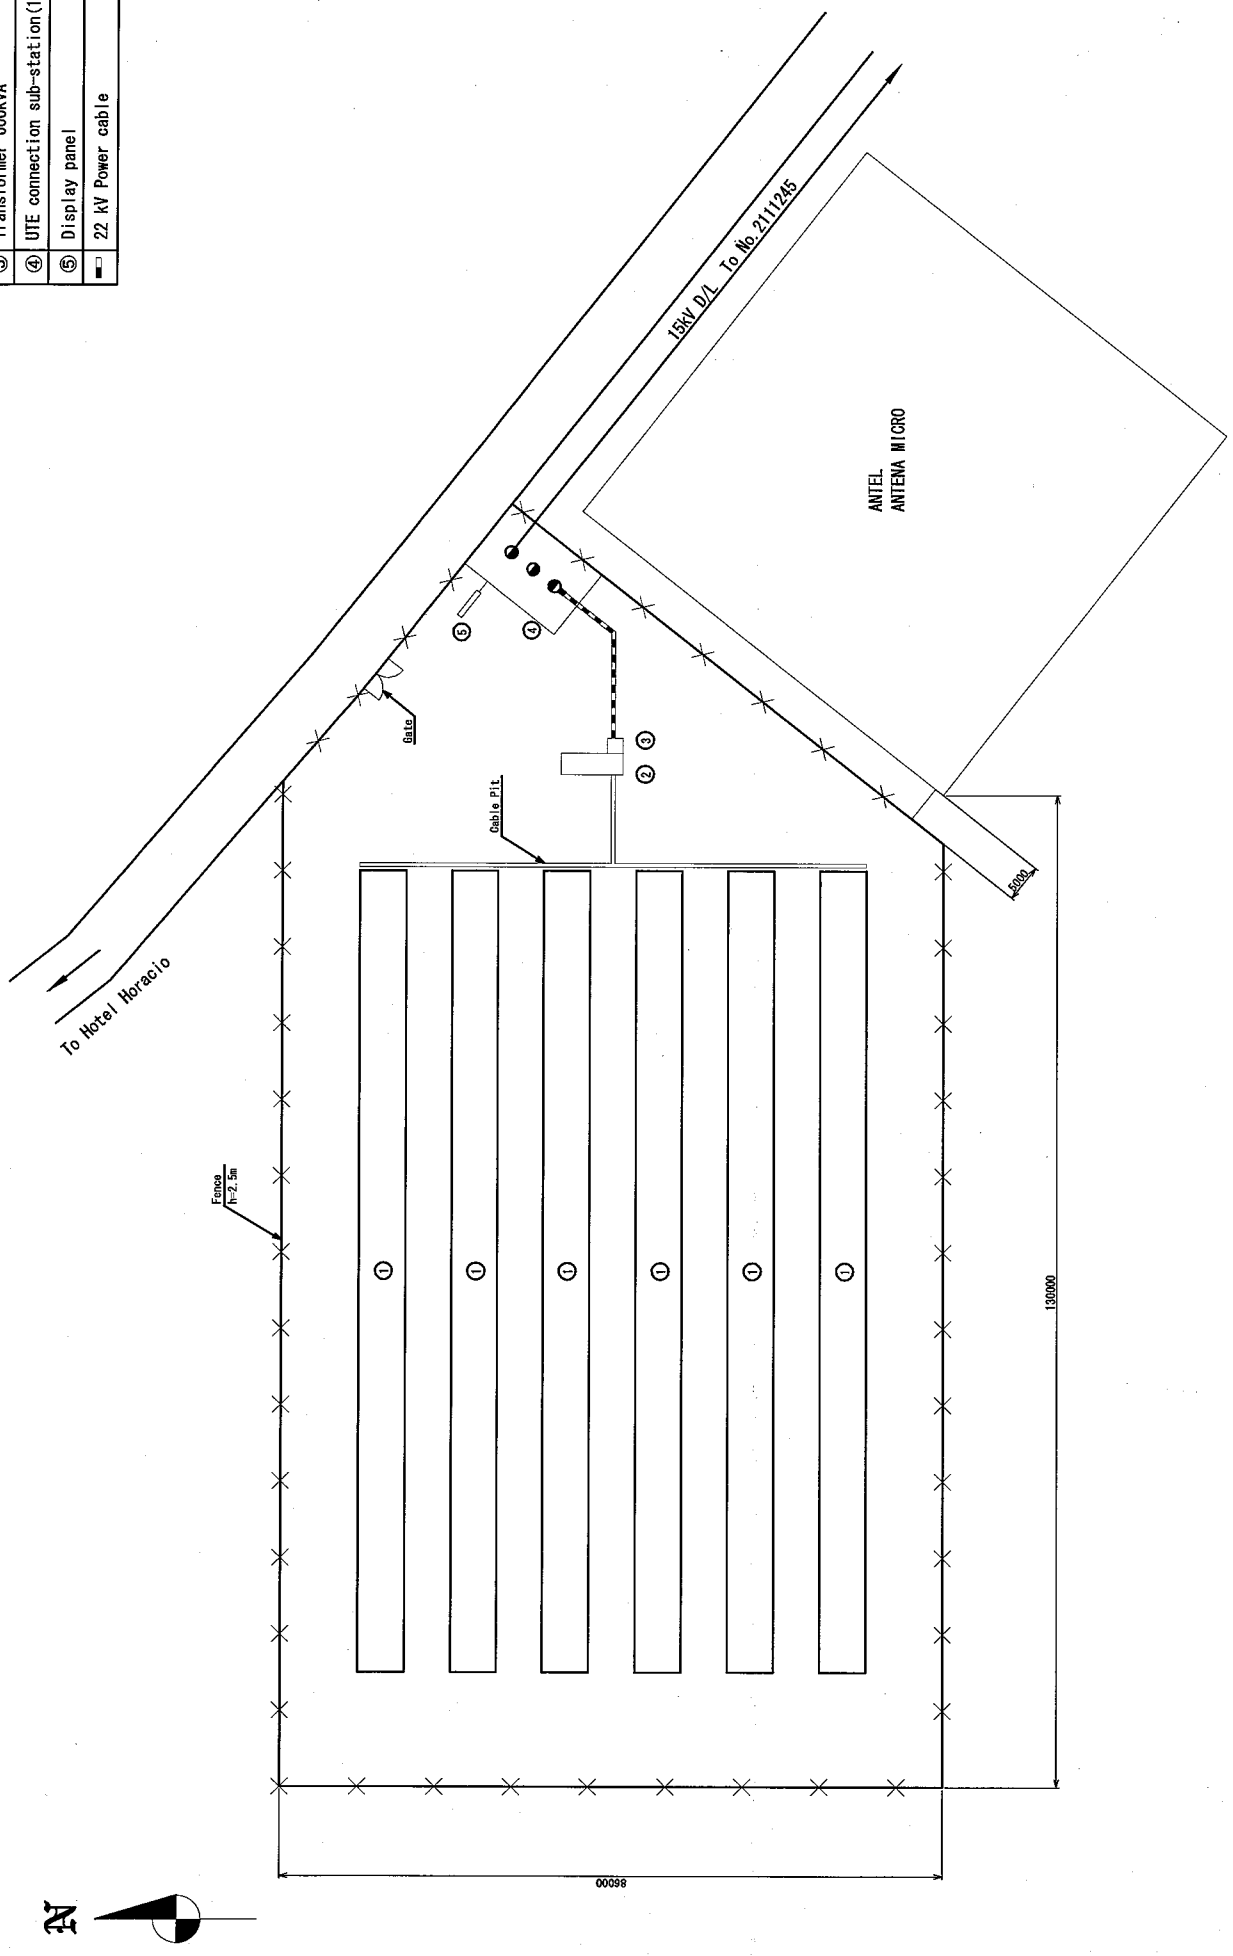 ③ Transformer
④ UTE connection sub-station(1
⑤ Display panel
22 kV Power cable
15kV D/L To No.2111245
ANTEL
ANTENA MICRO
⑤
④
Gate
③
②
Cable Pit
5000
To Hotel Horacio
Fence
h=2.5m
①
①
①
①
①
①
130000
86000
N